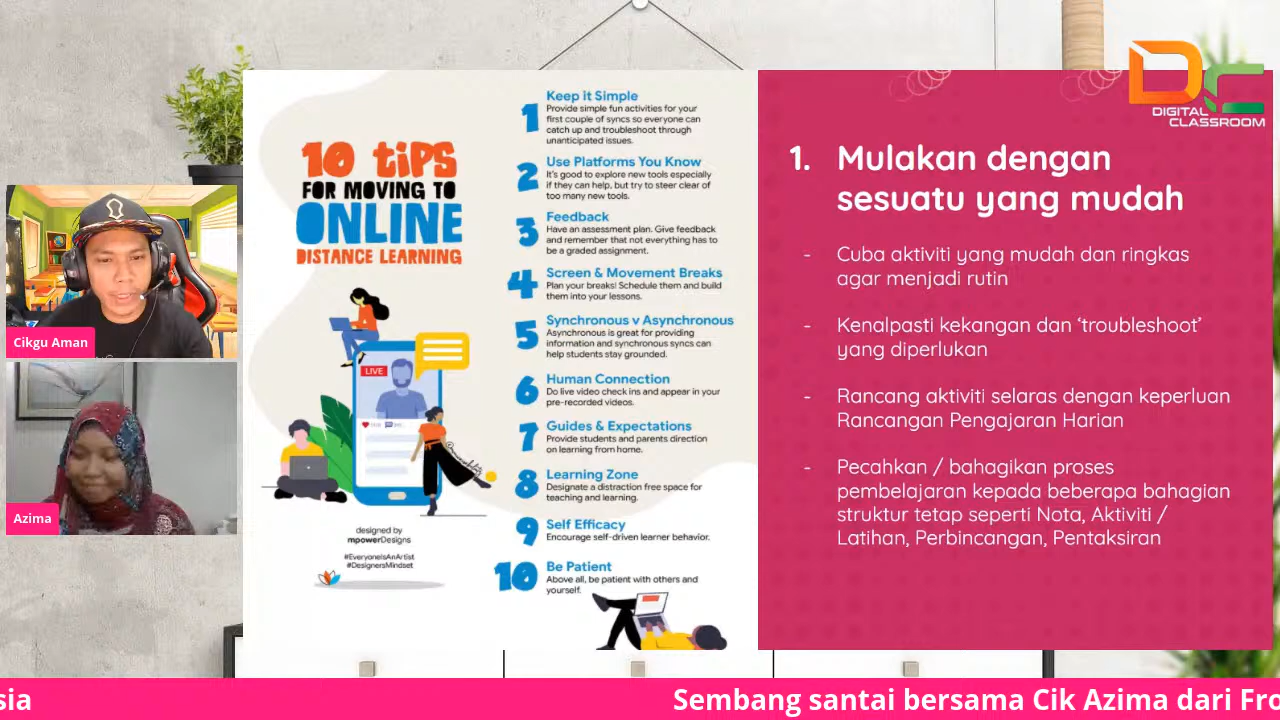 DIGITAL
CLASSROOM
10 tips
FOR MOVING TO
ONLINE
DISTANCE LEARNING
LIVE
designed by
mpowerDesigns
#EveryoneIsAnArtist
#DesignersMindset
1 Keep it Simple
Provide simple fun activities for your
first couple of syncs so everyone can
catch up and troubleshoot through
unanticipated issues.
2 Use Platforms You Know
It's good to explore new tools especially
if they can help, but try to steer clear of
too many new tools.
3 Feedback
Have an assessment plan. Give feedback
and remember that not everything has to
be a graded assignment.
4 Screen & Movement Breaks
Plan your breaks! Schedule them and build
them into your lessons.
5 Synchronous v Asynchronous
Asynchronous is great for providing
information and synchronous syncs can
help students stay grounded.
6 Human Connection
Do live video check ins and appear in your
pre-recorded videos.
7 Guides & Expectations
Provide students and parents direction
on learning from home.
8 Learning Zone
Designate a distraction free space for
teaching and learning.
9 Self Efficacy
Encourage self-driven learner behavior.
10 Be Patient
Above all, be patient with others and
yourself.
1. Mulakan dengan
sesuatu yang mudah
- Cuba aktiviti yang mudah dan ringkas
agar menjadi rutin
- Kenalpasti kekangan dan ‘troubleshoot’
yang diperlukan
- Rancang aktiviti selaras dengan keperluan
Rancangan Pengajaran Harian
- Pecahkan / bahagikan proses
pembelajaran kepada beberapa bahagian
struktur tetap seperti Nota, Aktiviti /
Latihan, Perbincangan, Pentaksiran
Cikgu Aman
Azima
sia
Sembang santai bersama Cik Azima dari Fro